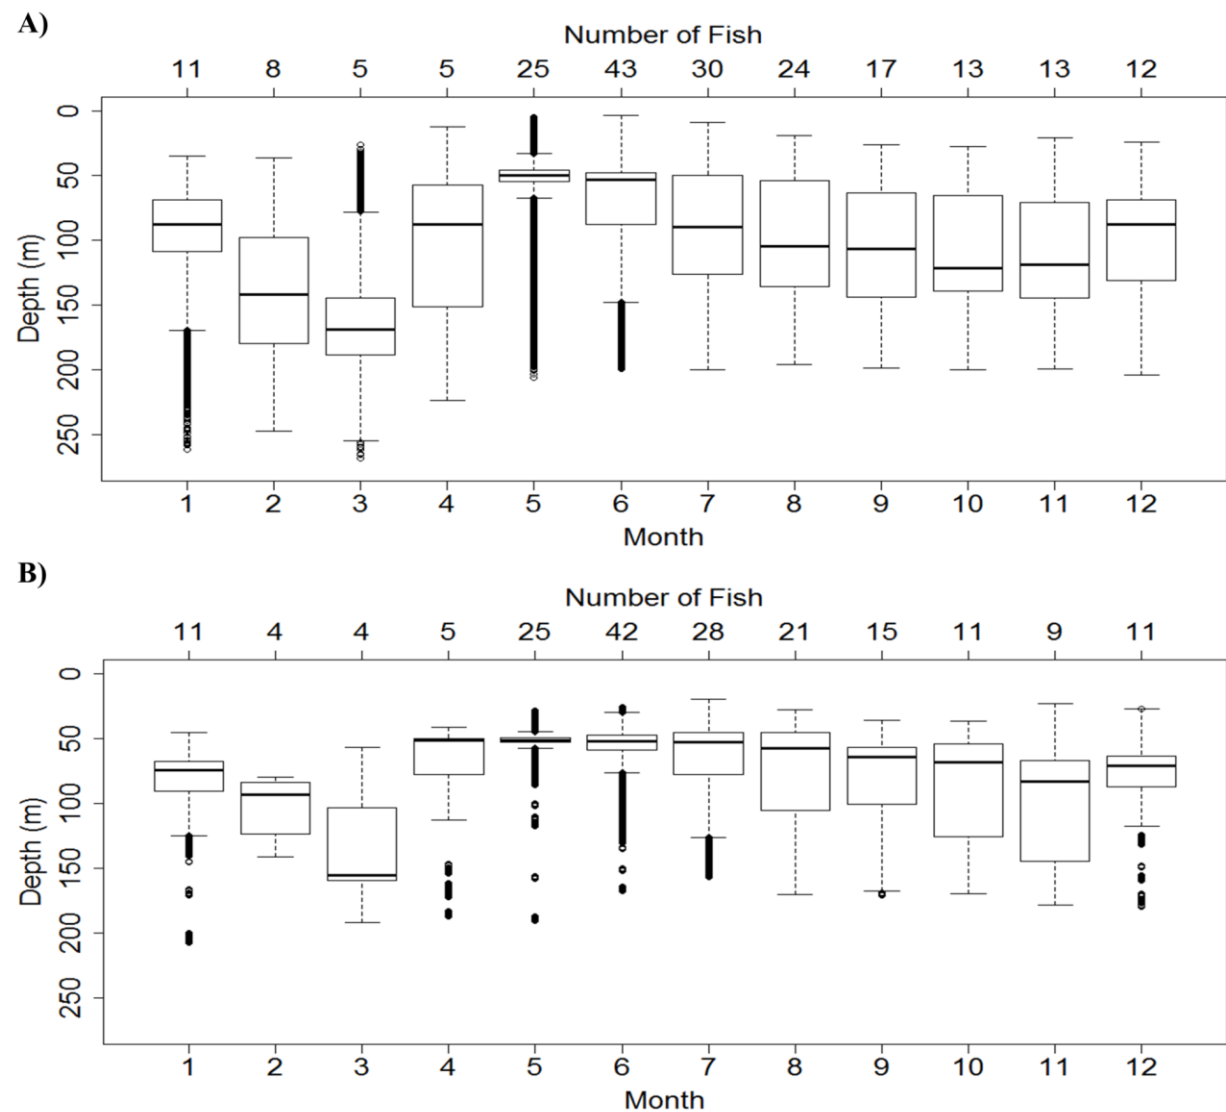 A)
Number of Fish
11 8 5 5 25 43 30 24 17 13 13 12
0
50
100
150
200
250
Depth (m)
1 2 3 4 5 6 7 8 9 10 11 12
Month
B)
Number of Fish
11 4 4 5 25 42 28 21 15 11 9 11
0
50
100
150
200
250
Depth (m)
1 2 3 4 5 6 7 8 9 10 11 12
Month